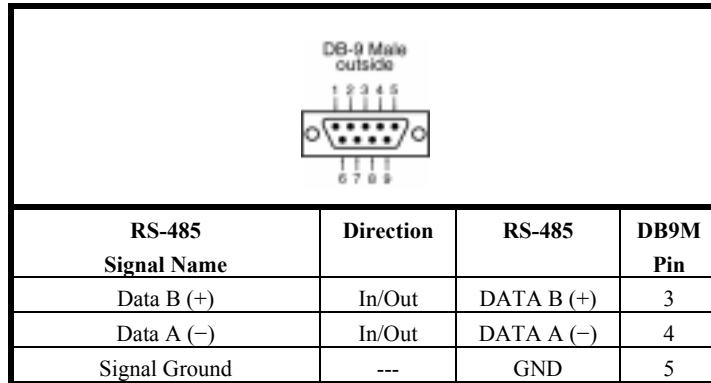 DB-9 Male
outside
1 2 3 4 5
6 7 8 9
RS-485 Signal Name Direction RS-485 DB9M Pin
Data B (+) In/Out DATA B (+) 3
Data A (−) In/Out DATA A (−) 4
Signal Ground --- GND 5